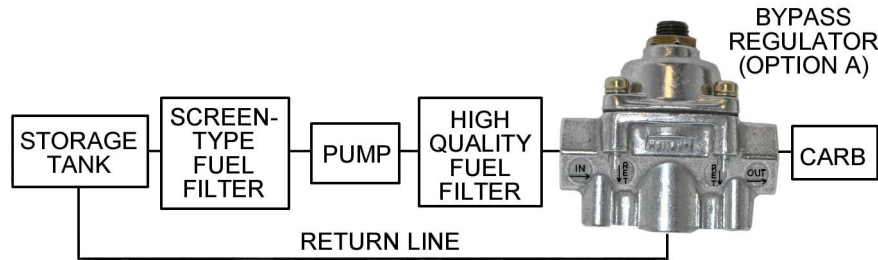 BYPASS
REGULATOR
(OPTION A)
STORAGE
TANK
SCREEN-
TYPE
FUEL
FILTER
PUMP
HIGH
QUALITY
FUEL
FILTER
IN
RET
RET
OUT
CARB
RETURN LINE